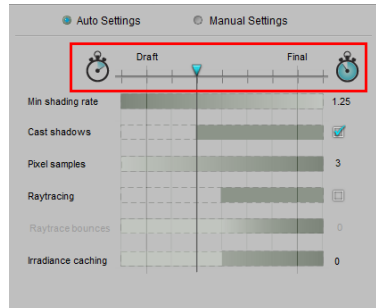 Auto Settings Manual Settings
Draft Final
Min shading rate 1.25
Cast shadows
Pixel samples 3
Raytracing
Raytrace bounces 0
Irradiance caching 0